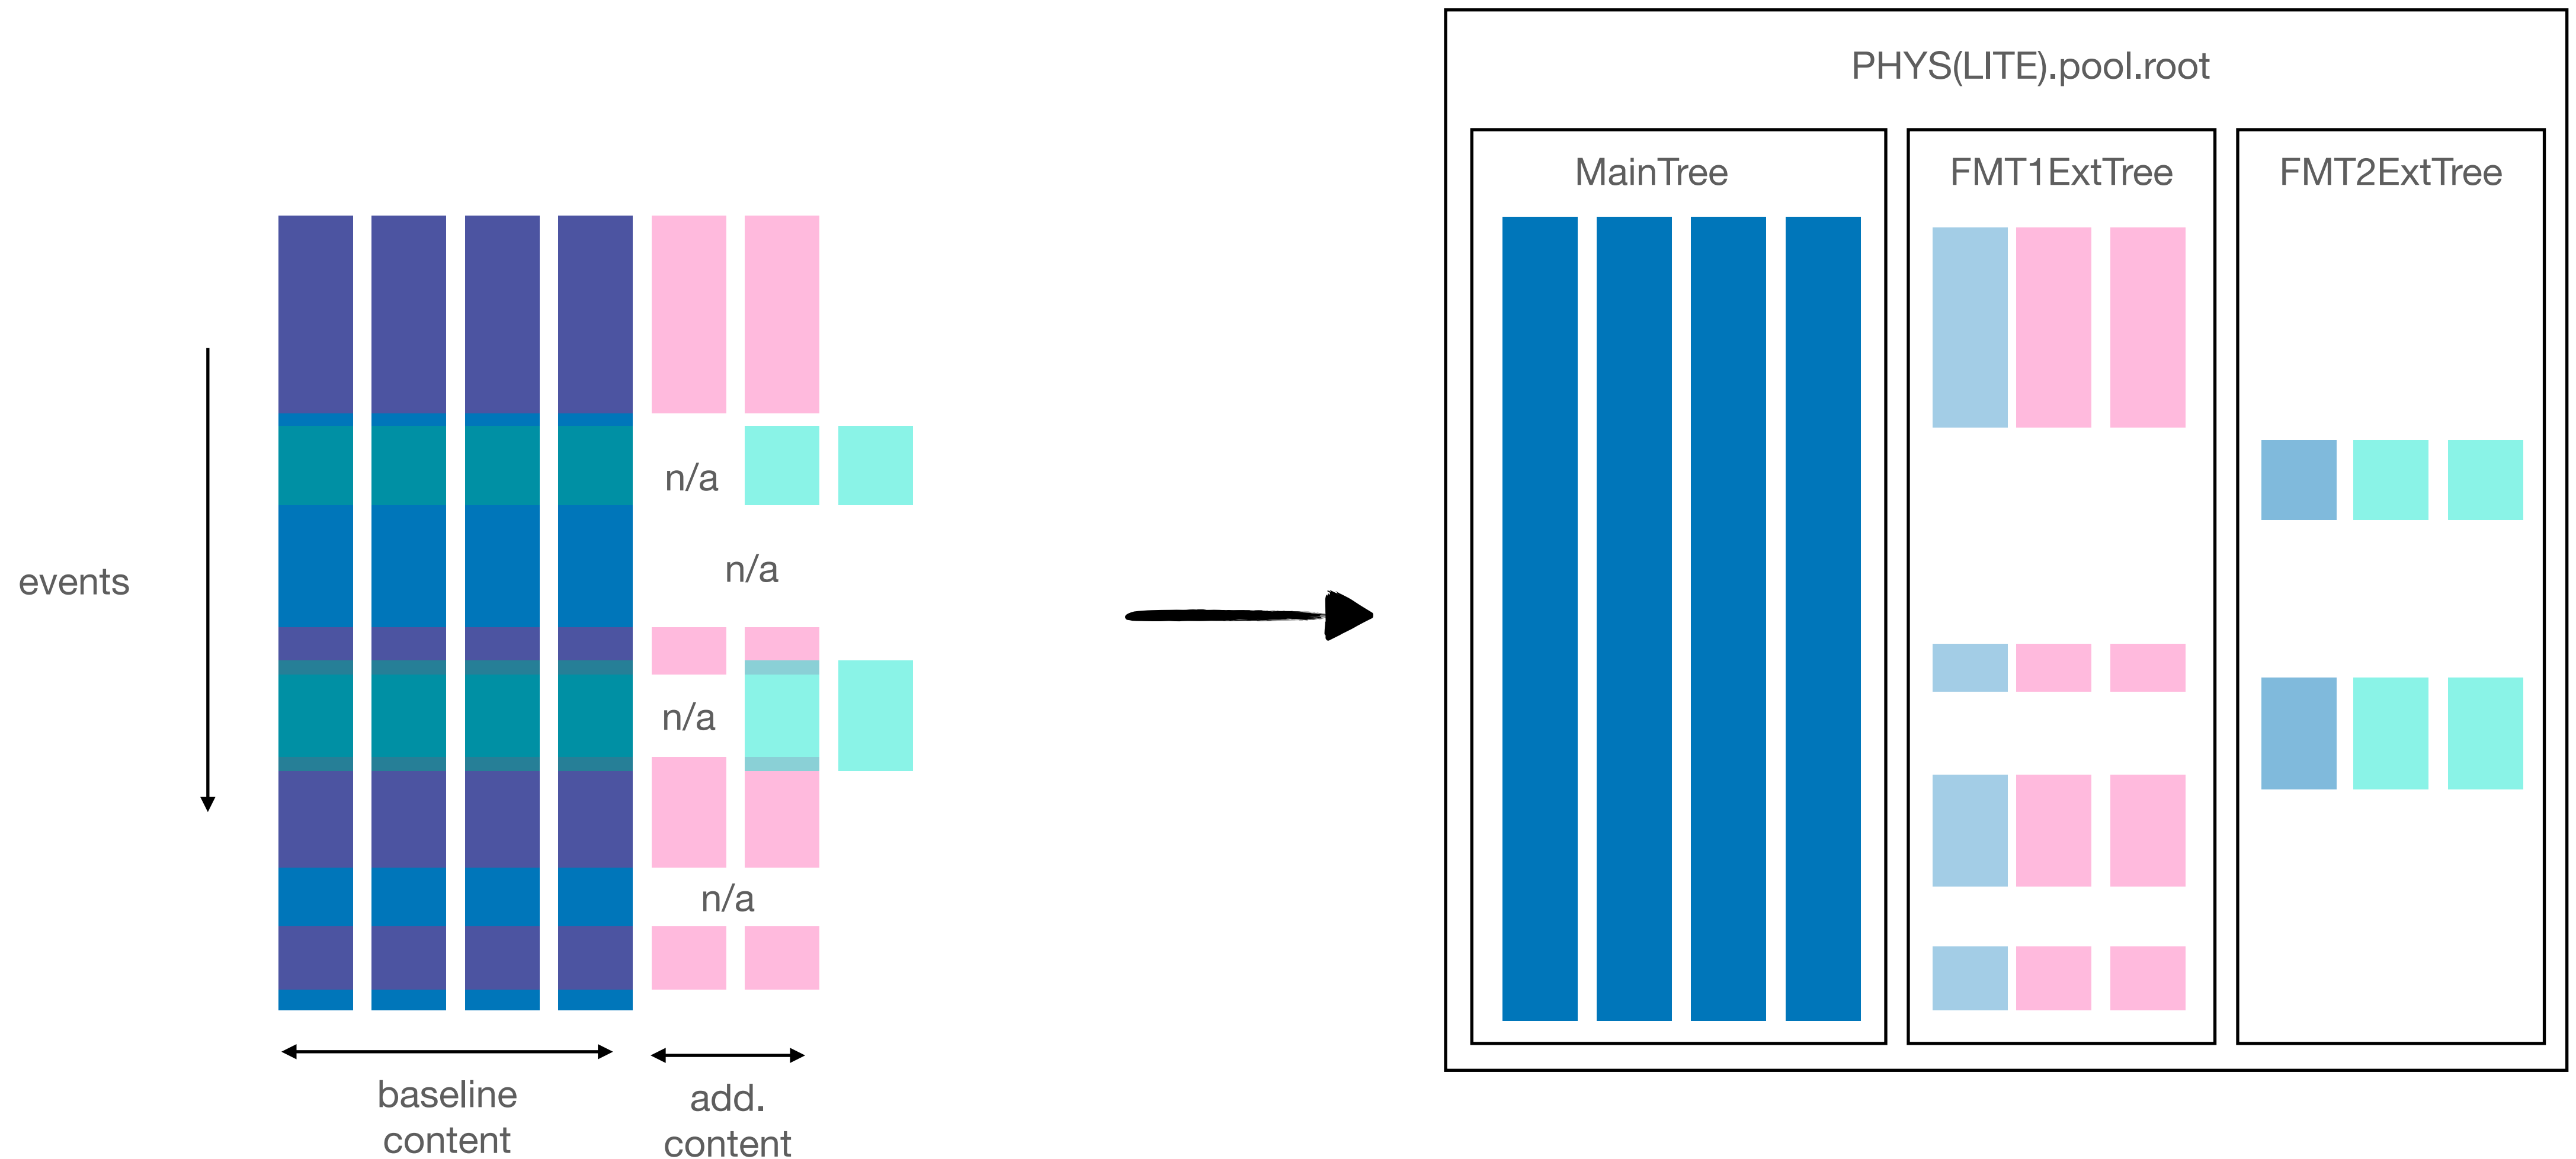 PHYS(LITE).pool.root
MainTree
FMT1ExtTree
FMT2ExtTree
n/a
n/a
events
n/a
n/a
baseline
content
add.
content